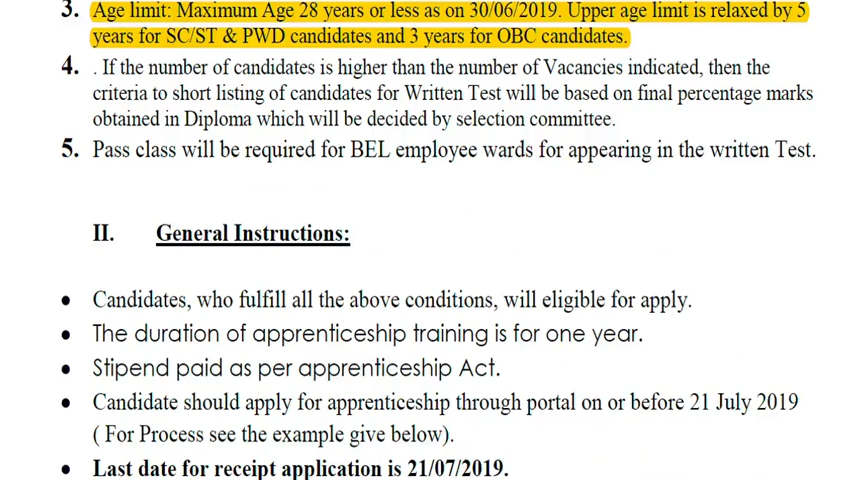 3. Age limit: Maximum Age 28 years or less as on 30/06/2019. Upper age limit is relaxed by 5
years for SC/ST & PWD candidates and 3 years for OBC candidates.
4. . If the number of candidates is higher than the number of Vacancies indicated, then the
criteria to short listing of candidates for Written Test will be based on final percentage marks
obtained in Diploma which will be decided by selection committee.
5. Pass class will be required for BEL employee wards for appearing in the written Test.
II. General Instructions:
• Candidates, who fulfill all the above conditions, will eligible for apply.
• The duration of apprenticeship training is for one year.
• Stipend paid as per apprenticeship Act.
• Candidate should apply for apprenticeship through portal on or before 21 July 2019
( For Process see the example give below).
• Last date for receipt application is 21/07/2019.